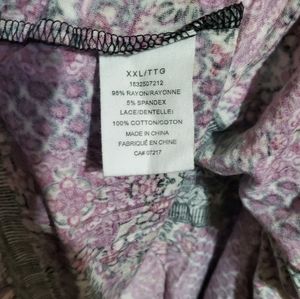 XXL/TTG
1832507212
95% RAYON/RAYONNE
5% SPANDEX
LACE/DENTELLE:
100% COTTON/COTON
MADE IN CHINA
FABRIQUÉ EN CHINE
CA# 07217